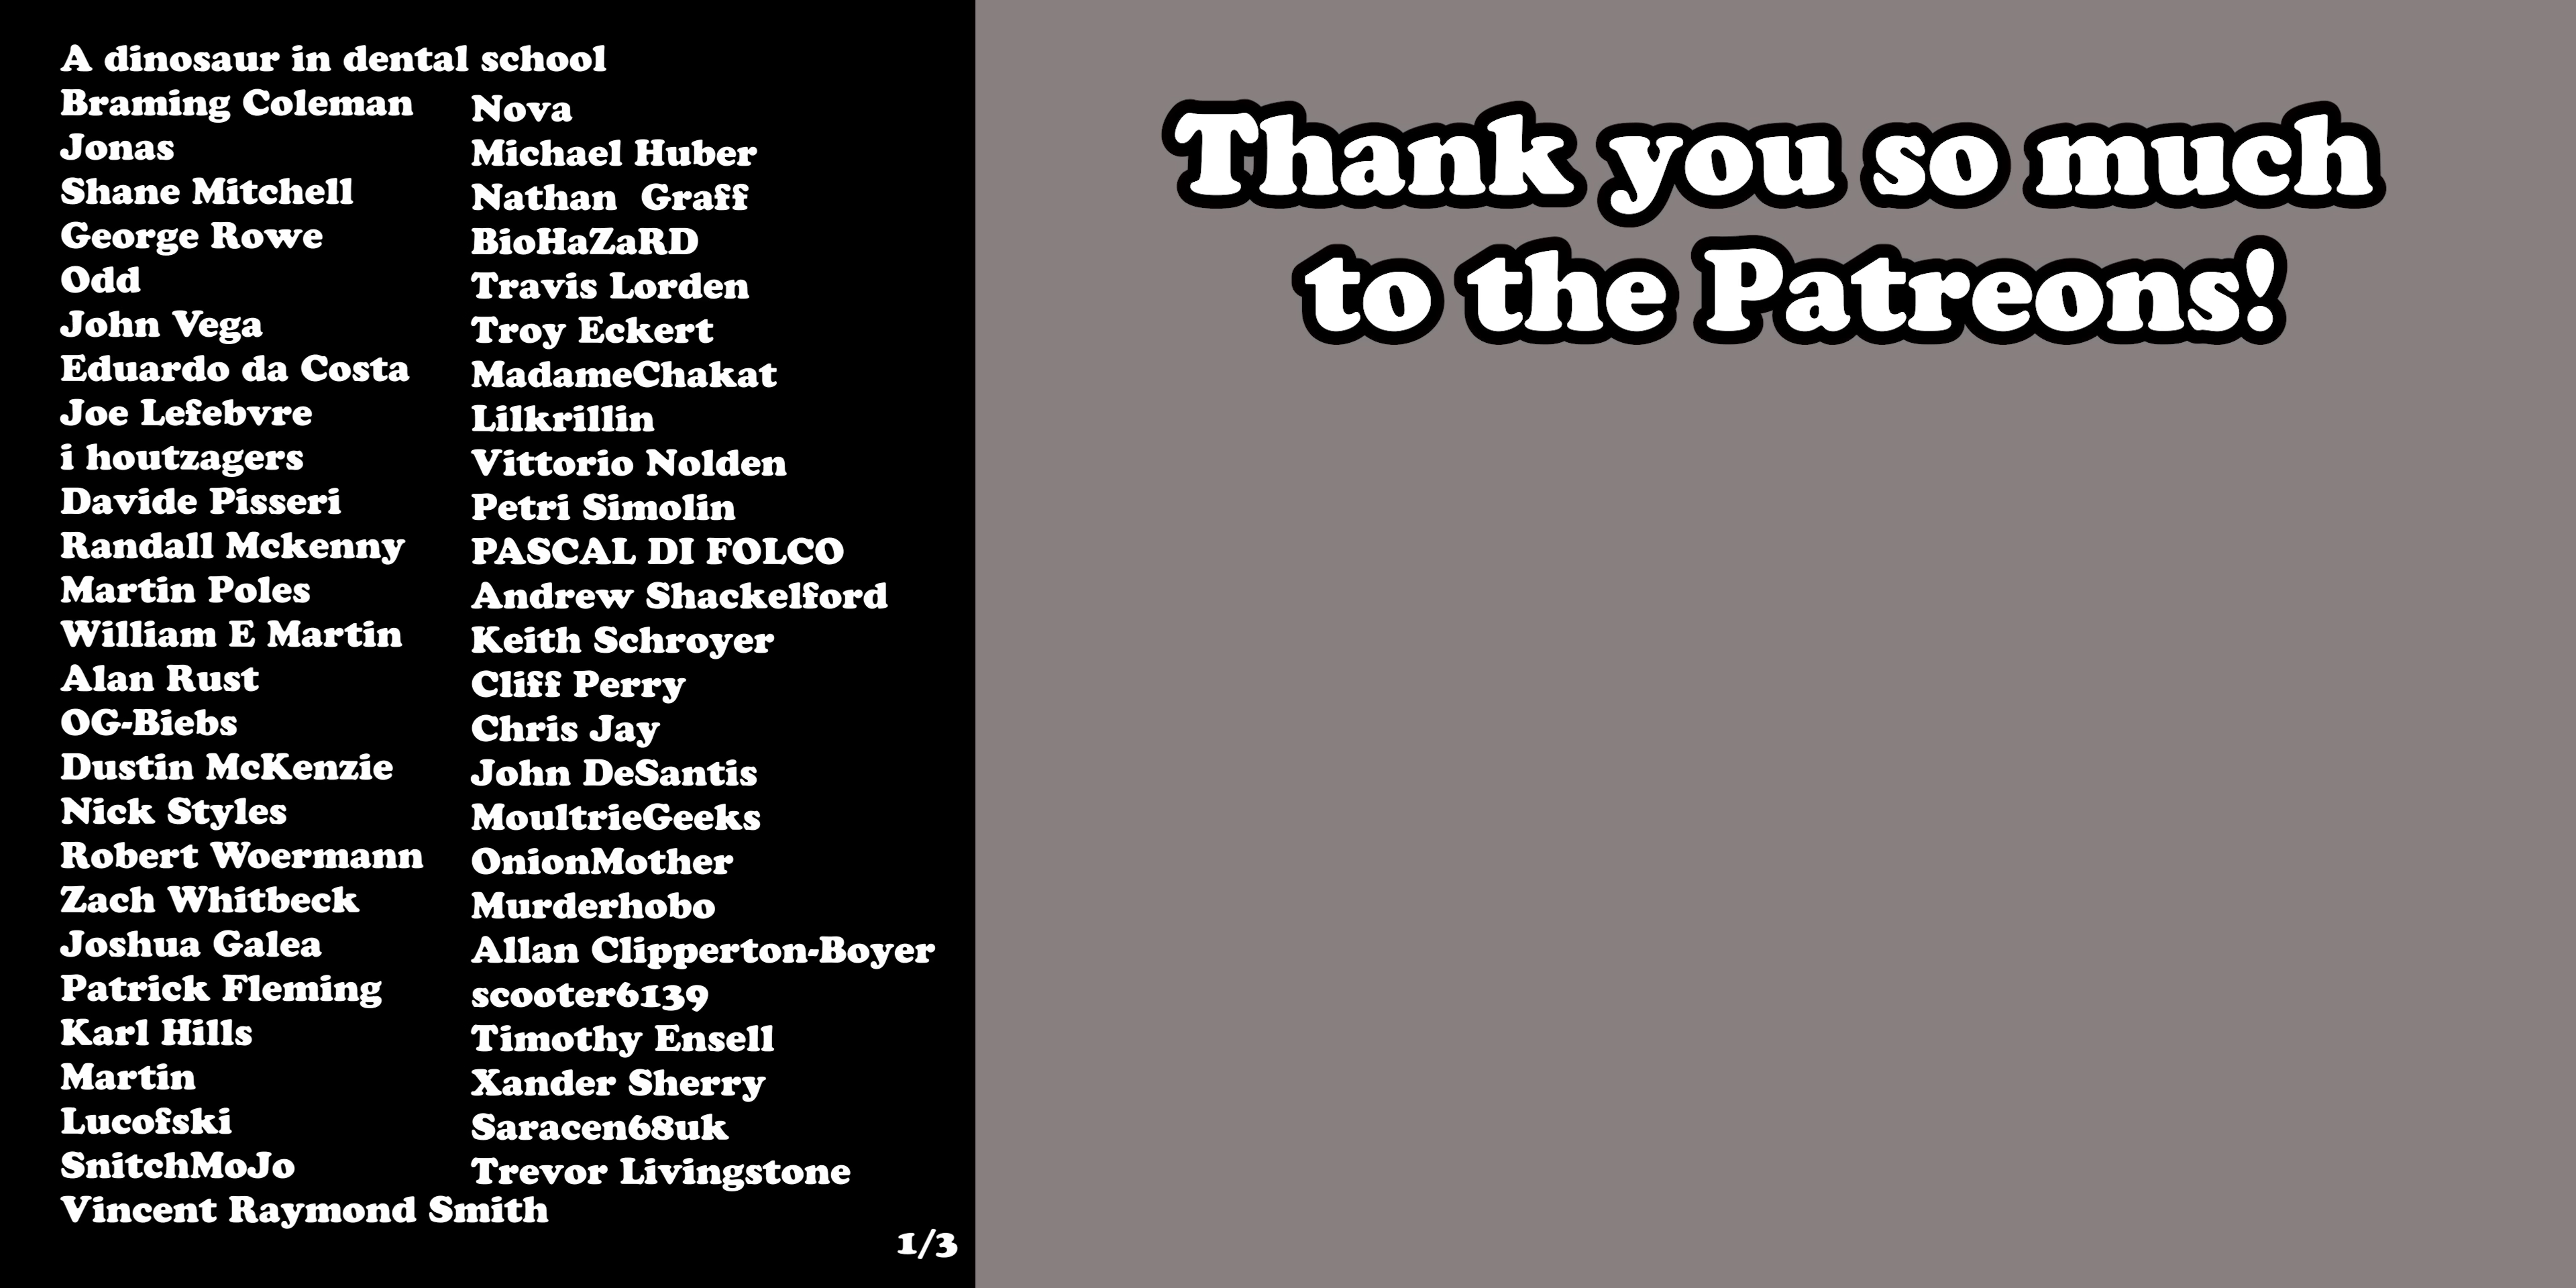 A dinosaur in dental school
Braming Coleman
Jonas
Shane Mitchell
George Rowe
Odd
John Vega
Eduardo da Costa
Joe Lefebvre
i houtzagers
Davide Pisseri
Randall Mckenny
Martin Poles
William E Martin
Alan Rust
OG-Biebs
Dustin McKenzie
Nick Styles
Robert Woermann
Zach Whitbeck
Joshua Galea
Patrick Fleming
Karl Hills
Martin
Lucofski
SnitchMoJo
Vincent Raymond Smith
Nova
Michael Huber
Nathan  Graff
BioHaZaRD
Travis Lorden
Troy Eckert
MadameChakat
Lilkrillin
Vittorio Nolden
Petri Simolin
PASCAL DI FOLCO
Andrew Shackelford
Keith Schroyer
Cliff Perry
Chris Jay
John DeSantis
MoultrieGeeks
OnionMother
Murderhobo
Allan Clipperton-Boyer
scooter6139
Timothy Ensell
Xander Sherry
Saracen68uk
Trevor Livingstone
1/3
Thank you so much
to the Patreons!